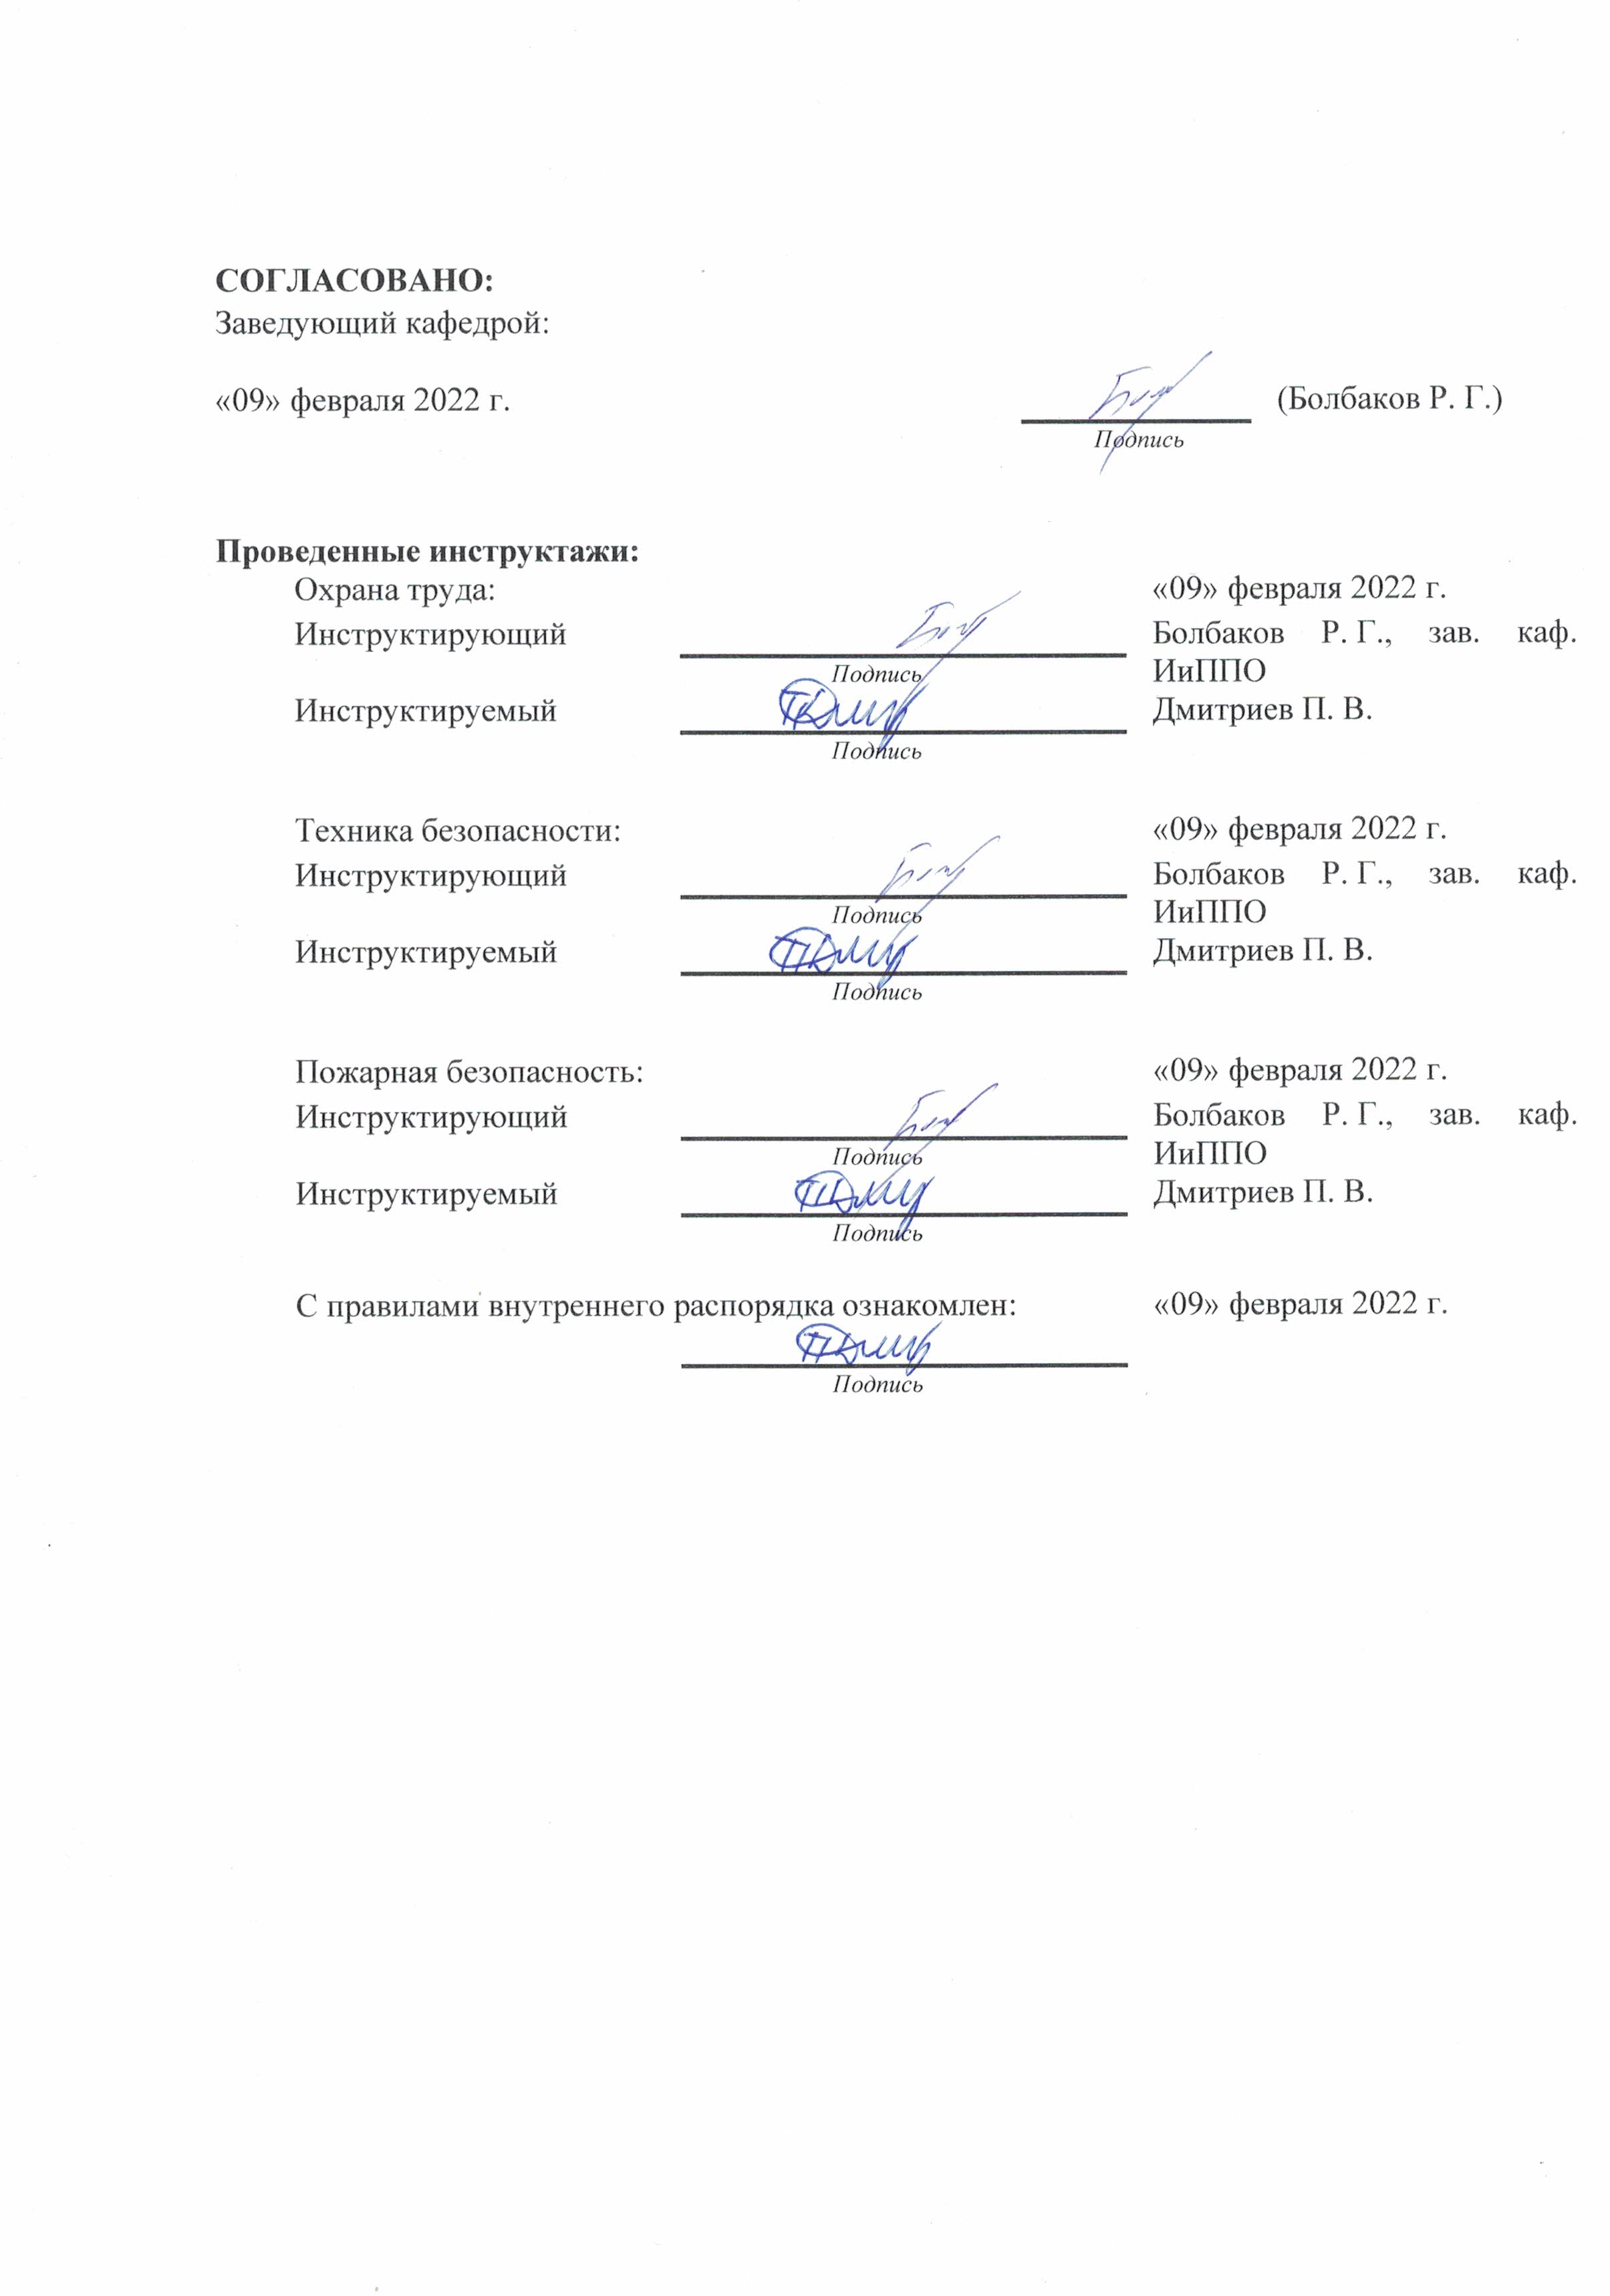 СОГЛАСОВАНО:
Заведующий кафедрой:
«09» февраля 2022 г. (Болбаков Р. Г.)
Подпись
Проведенные инструктажи:
Охрана труда: «09» февраля 2022 г.
Инструктирующий Болбаков Р. Г., зав. каф.
Подпись ИиППО
Инструктируемый Дмитриев П. В.
Подпись
Техника безопасности: «09» февраля 2022 г.
Инструктирующий Болбаков Р. Г., зав. каф.
Подпись ИиППО
Инструктируемый Дмитриев П. В.
Подпись
Пожарная безопасность: «09» февраля 2022 г.
Инструктирующий Болбаков Р. Г., зав. каф.
Подпись ИиППО
Инструктируемый Дмитриев П. В.
Подпись
С правилами внутреннего распорядка ознакомлен: «09» февраля 2022 г.
Подпись